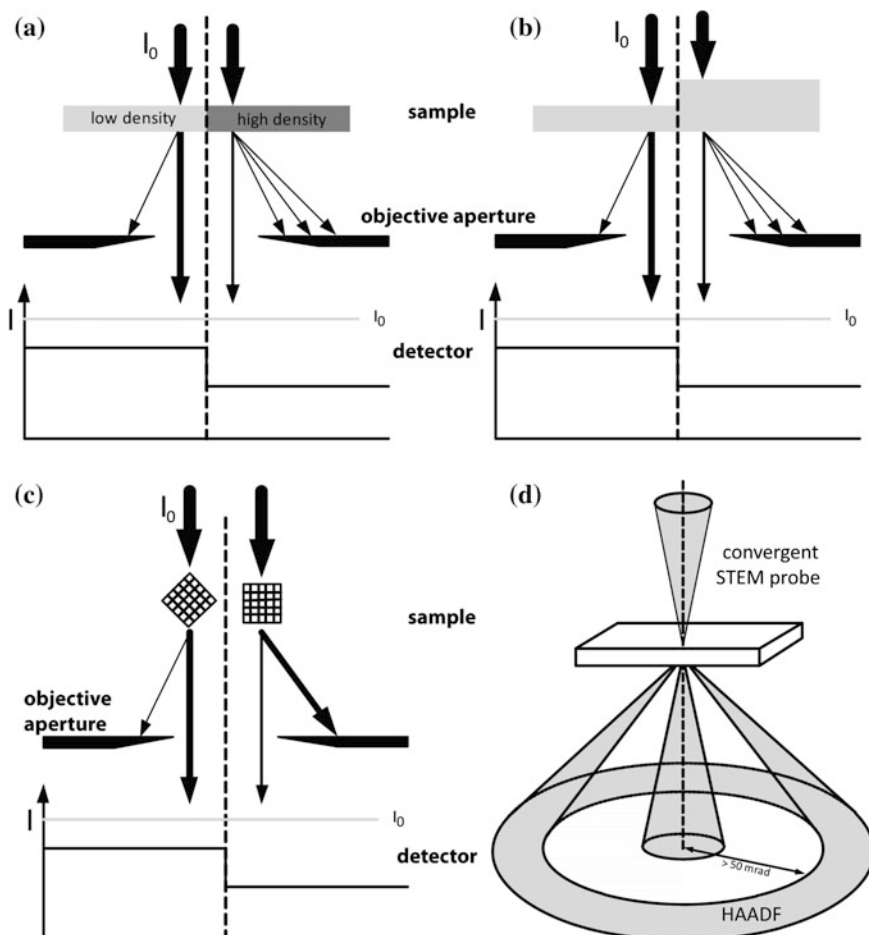 (a)
I₀
low density
high density
sample
objective aperture
I
I₀
detector
(b)
I₀
I
I₀
(c)
I₀
sample
objective
aperture
I
I₀
detector
(d)
convergent
STEM probe
> 50 mrad
HAADF